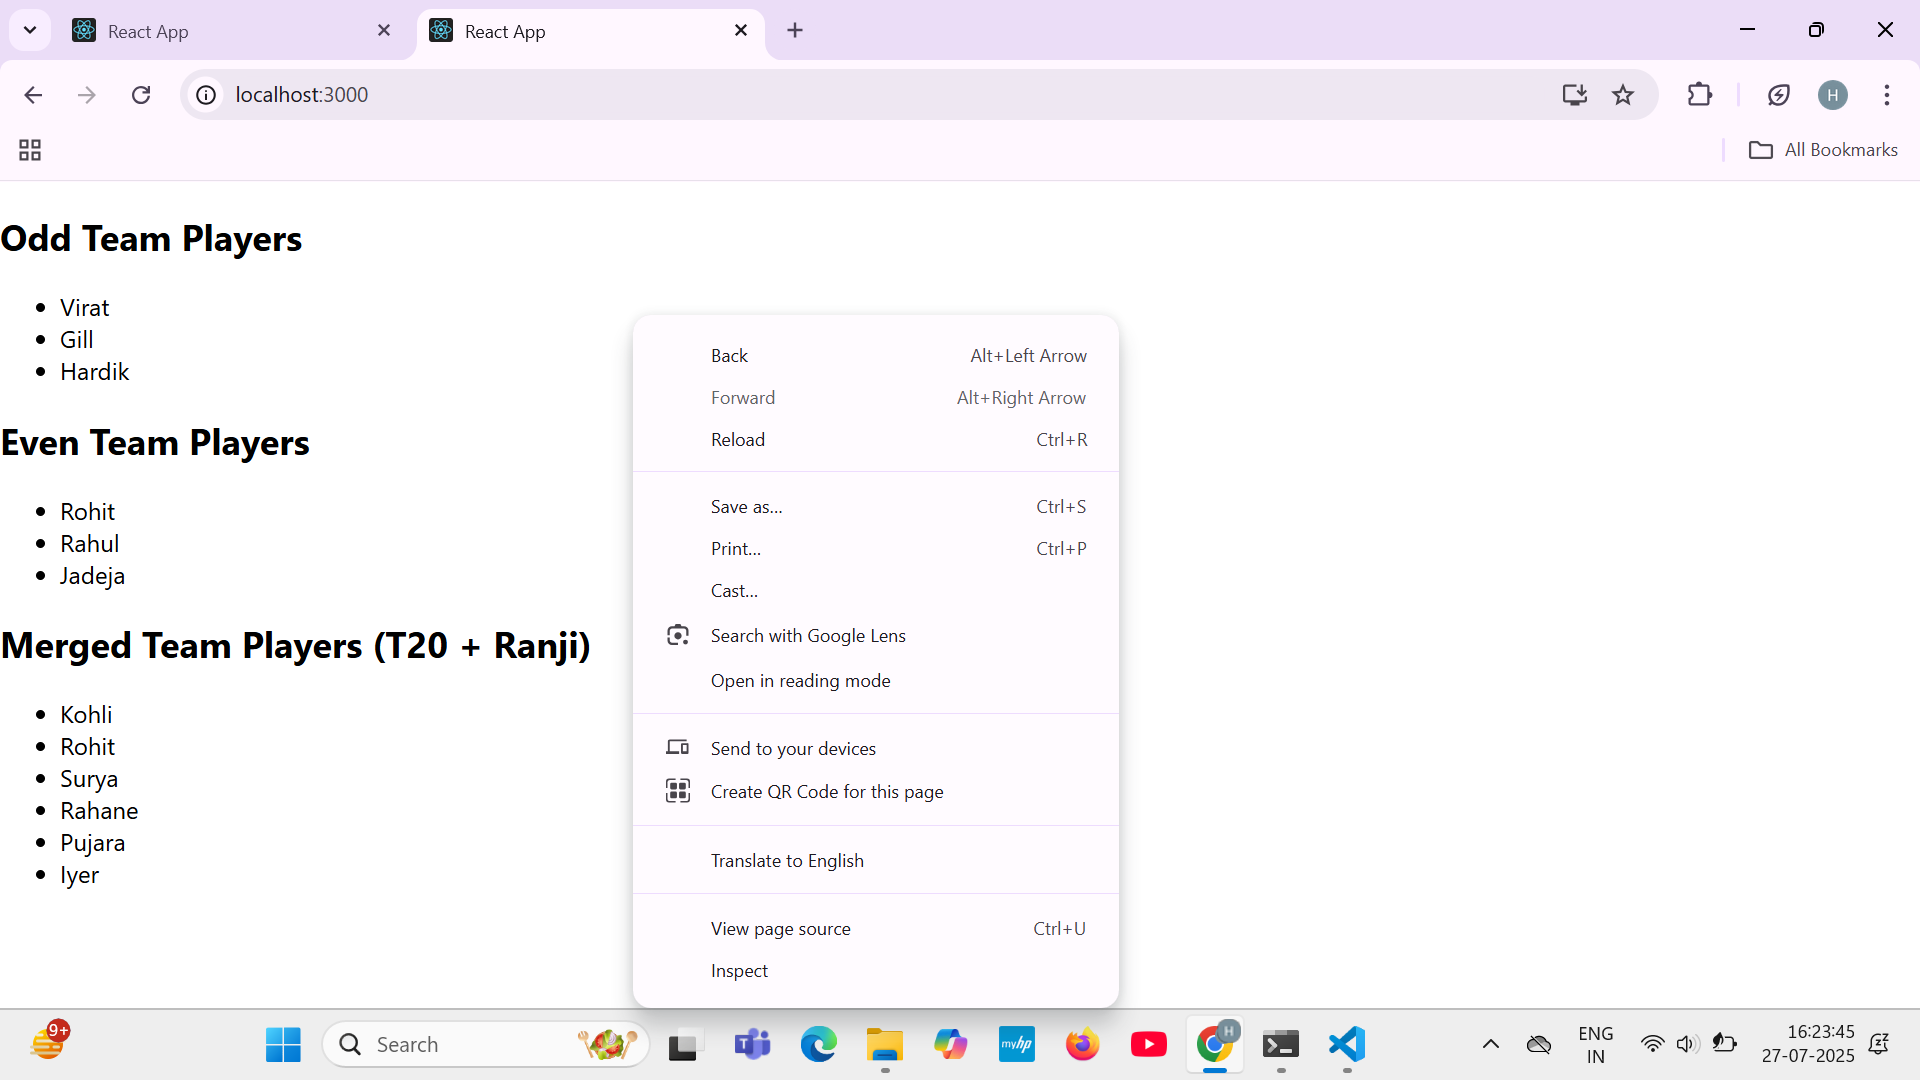 React App
React App
localhost:3000
H
All Bookmarks
Odd Team Players
Virat
Gill
Hardik
Even Team Players
Rohit
Rahul
Jadeja
Merged Team Players (T20 + Ranji)
Kohli
Rohit
Surya
Rahane
Pujara
Iyer
Back Alt+Left Arrow
Forward Alt+Right Arrow
Reload Ctrl+R
Save as... Ctrl+S
Print... Ctrl+P
Cast...
Search with Google Lens
Open in reading mode
Send to your devices
Create QR Code for this page
Translate to English
View page source Ctrl+U
Inspect
9+
Search
T
myhp
H
ENG
IN
16:23:45
27-07-2025